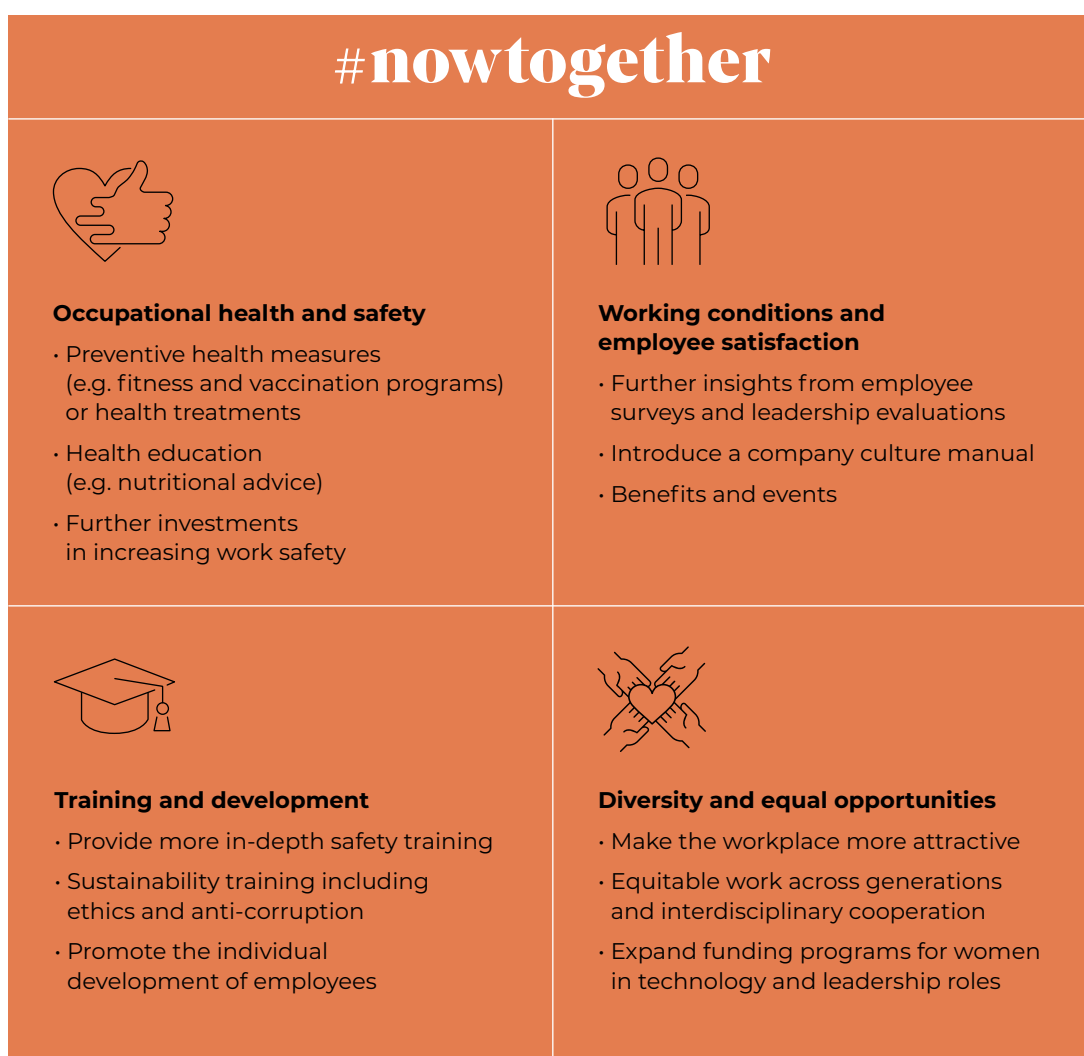 #nowtogether
Occupational health and safety
· Preventive health measures
(e.g. fitness and vaccination programs)
or health treatments
· Health education
(e.g. nutritional advice)
· Further investments
in increasing work safety
Working conditions and
employee satisfaction
· Further insights from employee
surveys and leadership evaluations
· Introduce a company culture manual
· Benefits and events
Training and development
· Provide more in-depth safety training
· Sustainability training including
ethics and anti-corruption
· Promote the individual
development of employees
Diversity and equal opportunities
· Make the workplace more attractive
· Equitable work across generations
and interdisciplinary cooperation
· Expand funding programs for women
in technology and leadership roles